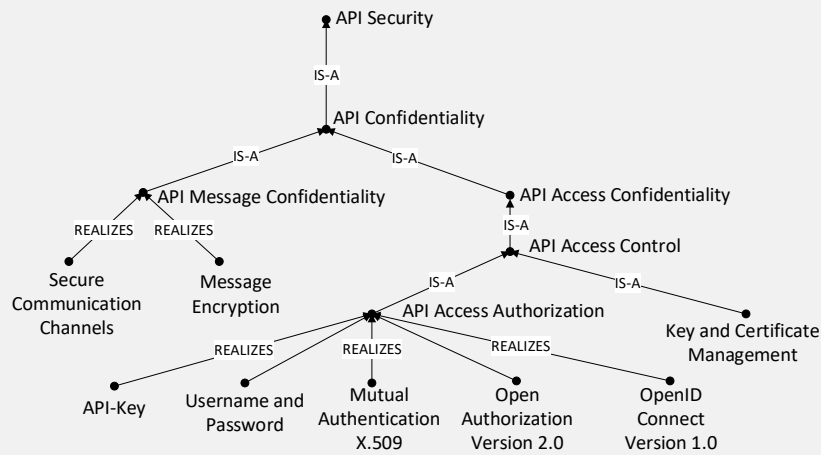 API Security
IS-A
API Confidentiality
IS-A
IS-A
API Message Confidentiality
API Access Confidentiality
REALIZES
REALIZES
IS-A
API Access Control
Secure
Communication
Channels
Message
Encryption
IS-A
IS-A
API Access Authorization
Key and Certificate
Management
REALIZES
REALIZES
REALIZES
API-Key
Username and
Password
Mutual
Authentication
X.509
Open
Authorization
Version 2.0
OpenID
Connect
Version 1.0